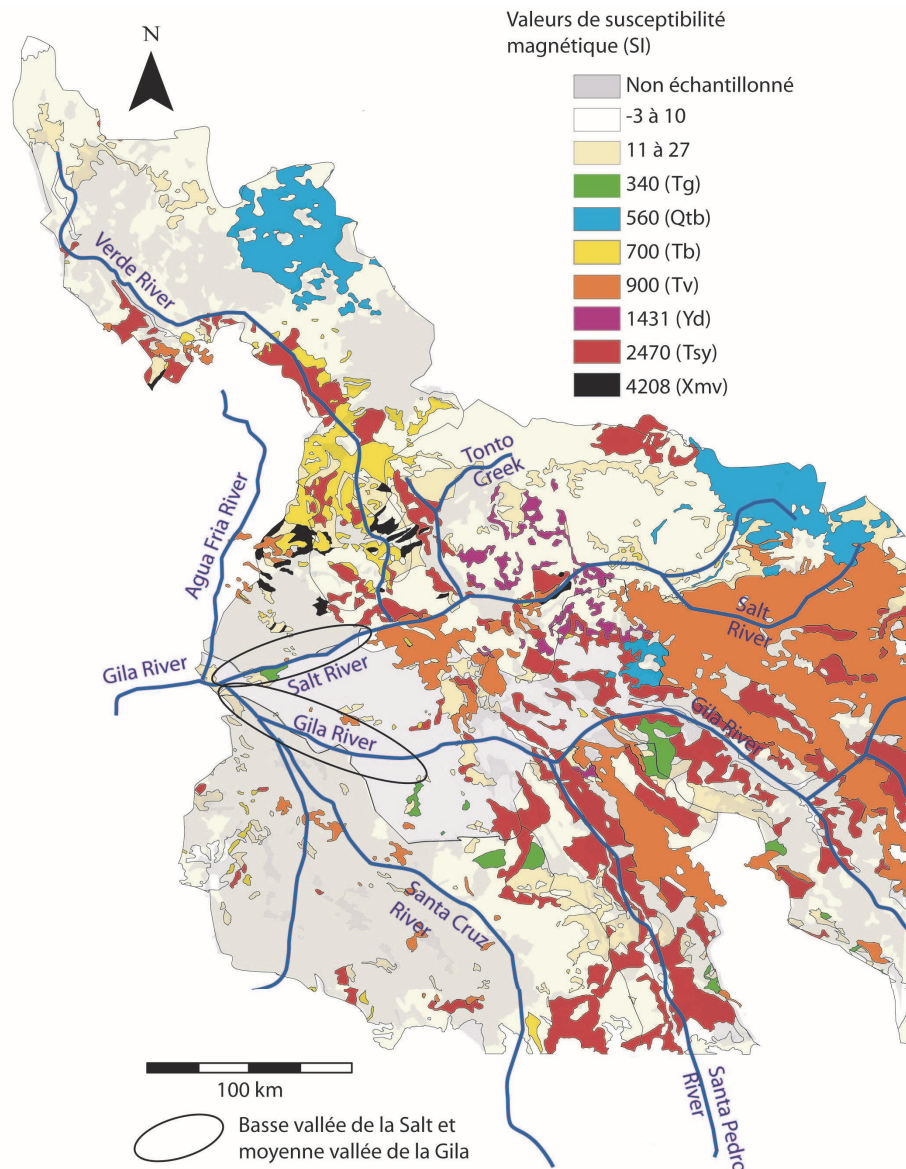 Valeurs de susceptibilité
magnétique (SI)
N
Non échantillonné
-3 à 10
11 à 27
340 (Tg)
560 (Qtb)
700 (Tb)
900 (Tv)
1431 (Yd)
2470 (Tsy)
4208 (Xmv)
Verde River
Tonto
Creek
Agua Fria River
Salt
River
Gila River
Salt River
Gila River
Gila River
Santa Cruz
River
Santa Pedro
River
100 km
Basse vallée de la Salt et
moyenne vallée de la Gila